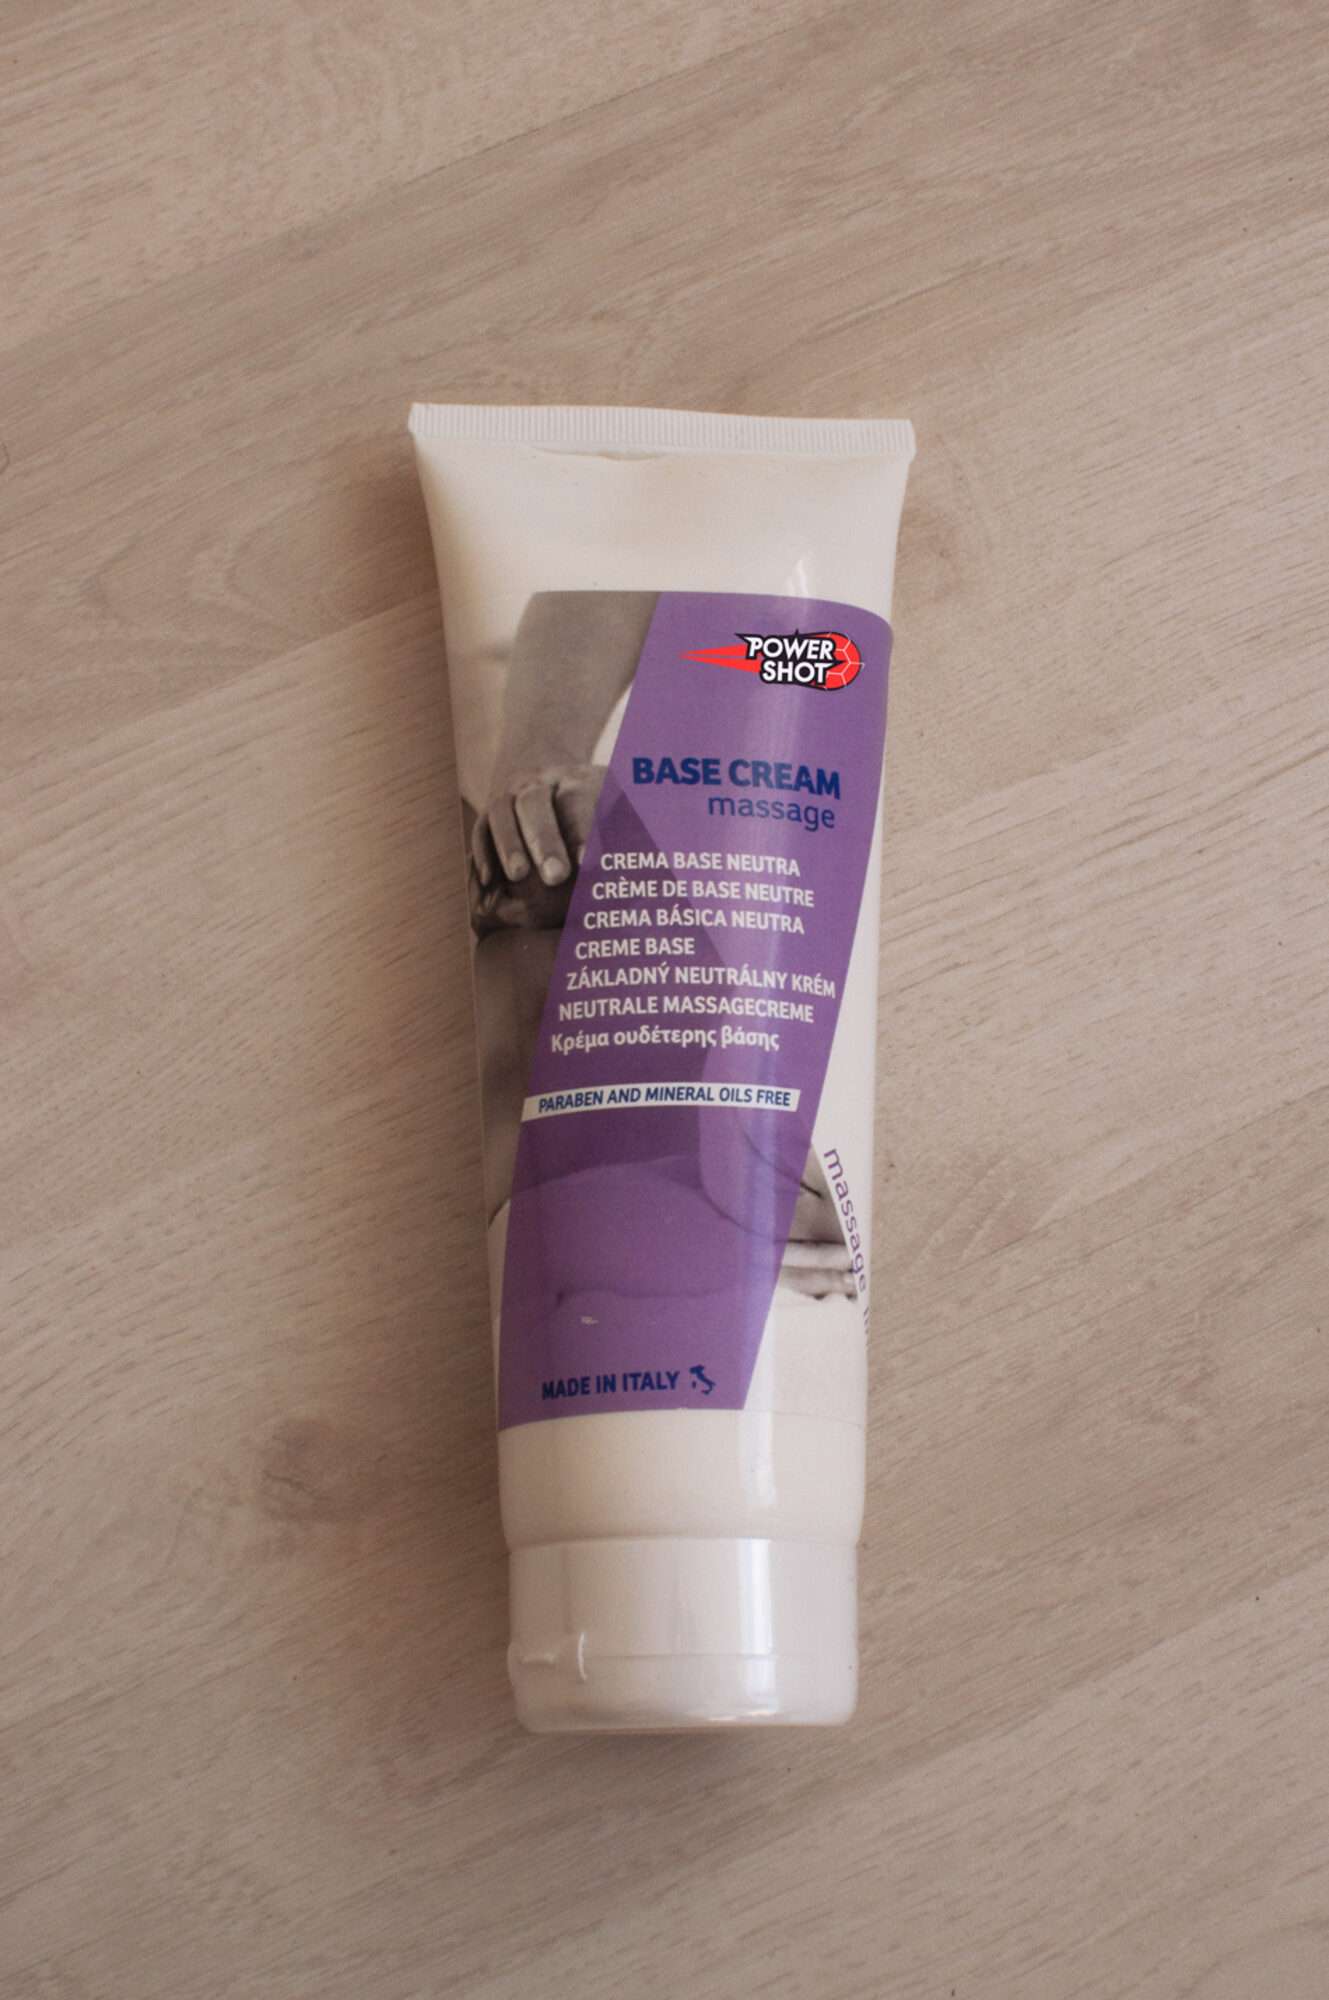 POWER
SHOT
BASE CREAM
massage
CREMA BASE NEUTRA
CRÈME DE BASE NEUTRE
CREMA BÁSICA NEUTRA
CREME BASE
ZÁKLADNÝ NEUTRÁLNY KRÉM
NEUTRALE MASSAGECREME
Κρέμα ουδέτερης βάσης
PARABEN AND MINERAL OILS FREE
massage
MADE IN ITALY